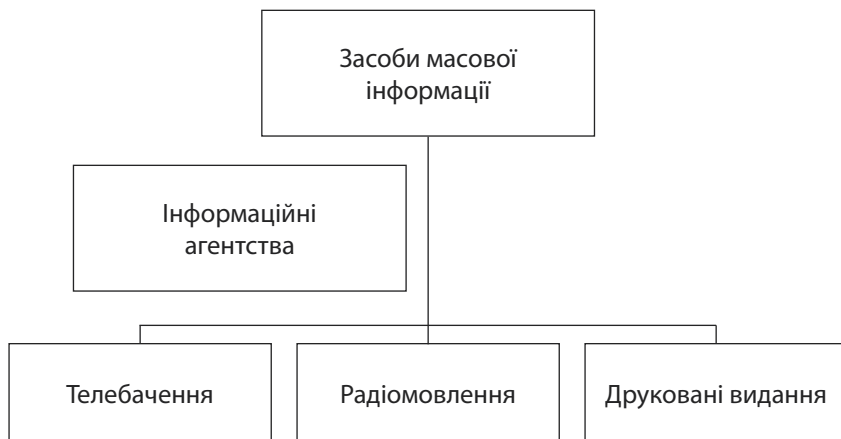 Засоби масової
інформації
Інформаційні
агентства
Телебачення
Радіомовлення
Друковані видання